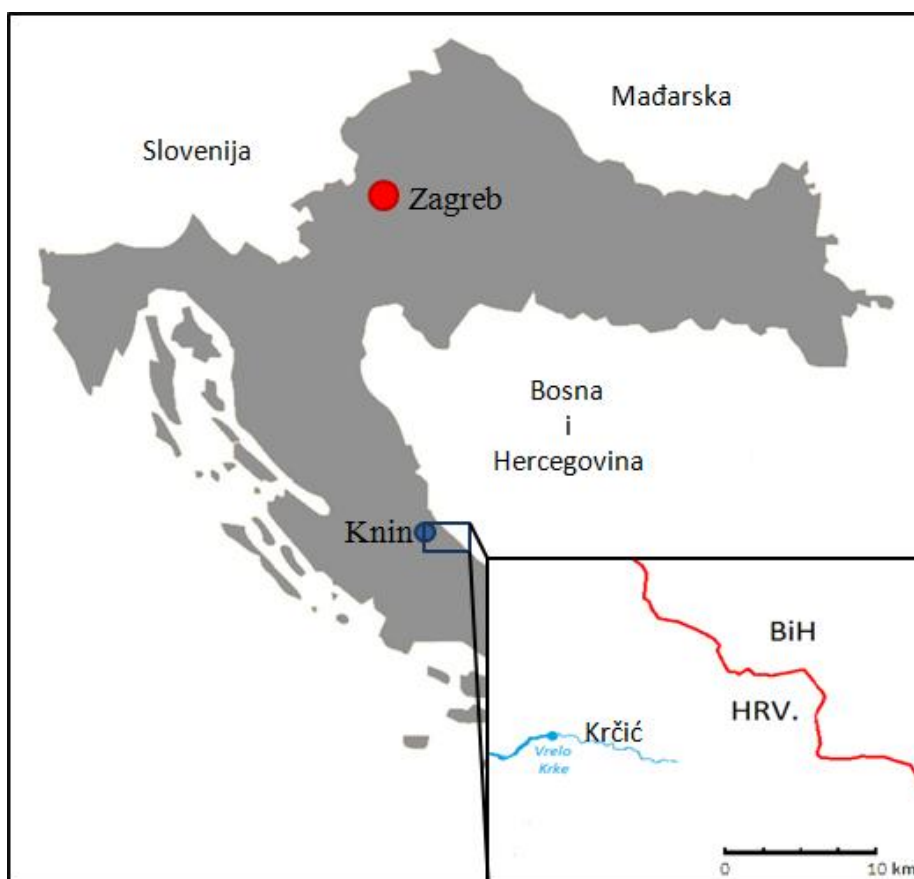 Mađarska
Slovenija
Zagreb
Bosna
i
Hercegovina
Knin
BiH
HRV.
Krčić
Vrelo
Krke
0 10 km